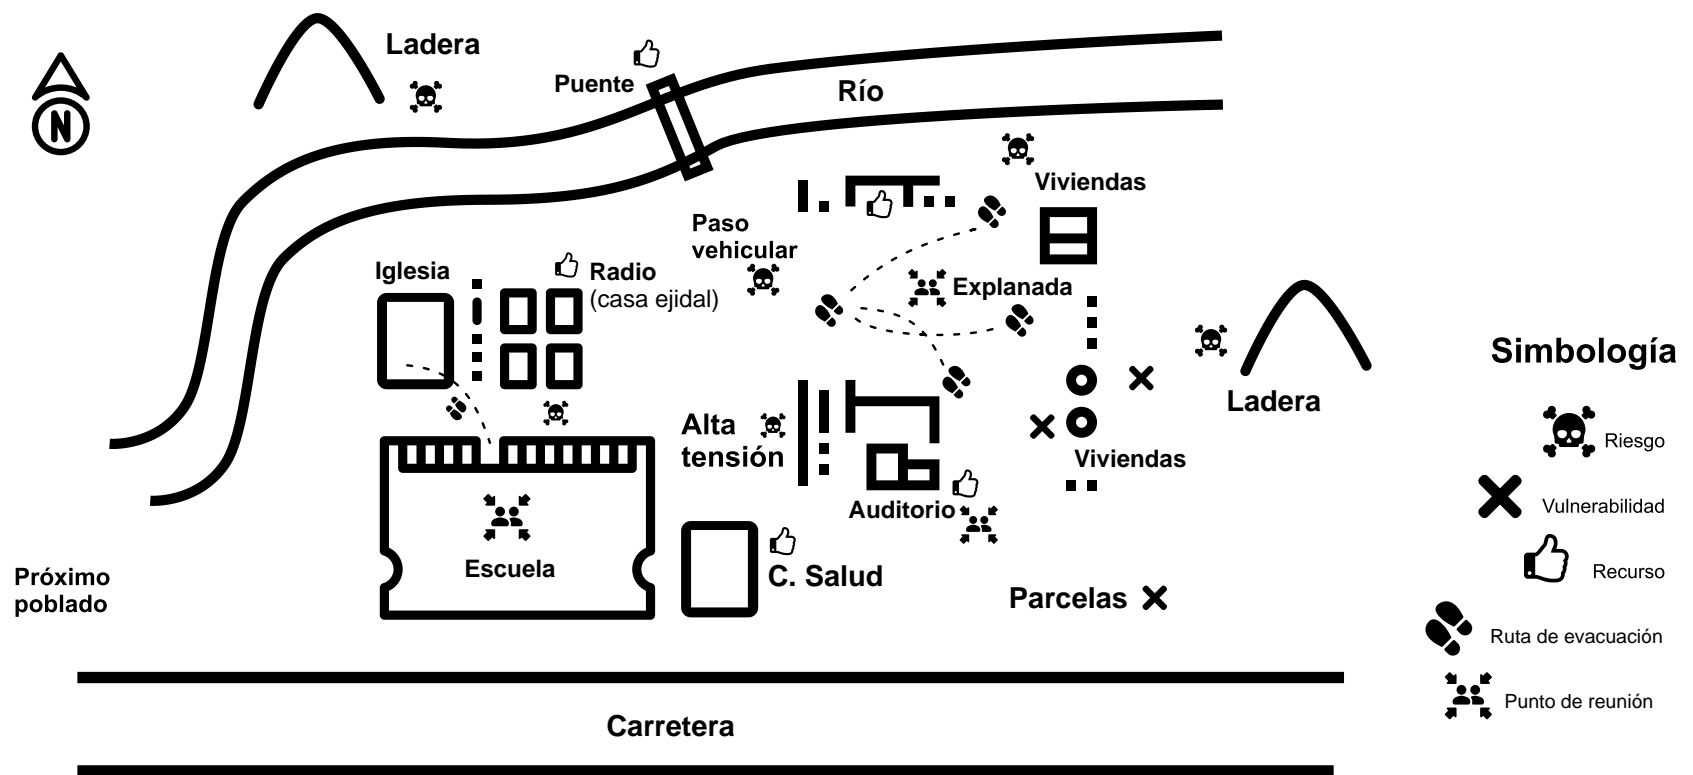 Ladera
Puente
Río
N
Viviendas
Paso
vehicular
Iglesia
Radio
(casa ejidal)
Explanada
Simbología
Ladera
Alta
tensión
Riesgo
Viviendas
Vulnerabilidad
Auditorio
Escuela
C. Salud
Recurso
Próximo
poblado
Parcelas
Ruta de evacuación
Punto de reunión
Carretera